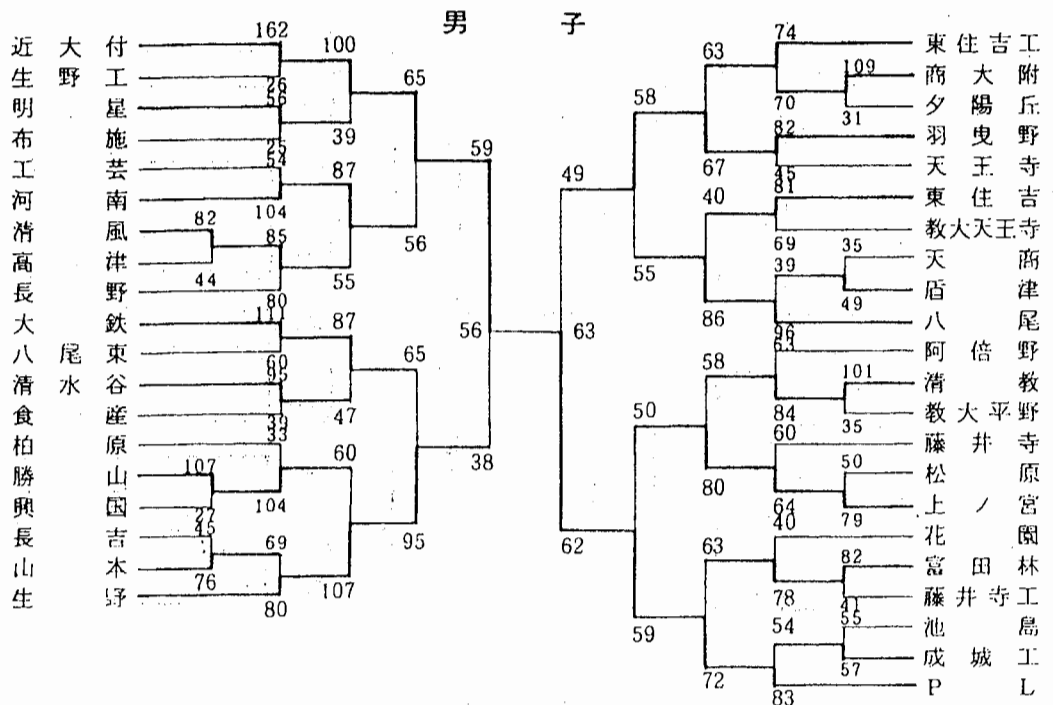 男 子
近 大 付
生 野 工
明 星
布 施
工 芸
河 南
清 風
高 津
長 野
大 鉄
八 尾 東
清 水 谷
食 産
柏 原
勝 山
興 国
長 吉
山 本
生 野
162
26
56
25
54
104
82
44
85
80
111
60
95
39
33
107
27
104
45
76
69
80
100
39
87
55
87
47
60
107
65
56
65
95
59
38
56
63
49
62
58
55
50
59
63
67
40
86
58
80
63
72
74
70
82
45
81
69
39
96
63
84
60
64
40
78
54
83
109
31
35
49
101
35
50
79
82
41
55
57
東 住 吉 工
商 大 附
夕 陽 丘
羽 曳 野
天 王 寺
東 住 吉
教大天王寺
天 商
盾 津
八 尾
阿 倍 野
清 教
教大平野
藤 井 寺
松 原
上 ノ 宮
花 園
富 田 林
藤井寺工
池 島
成 城 工
P L